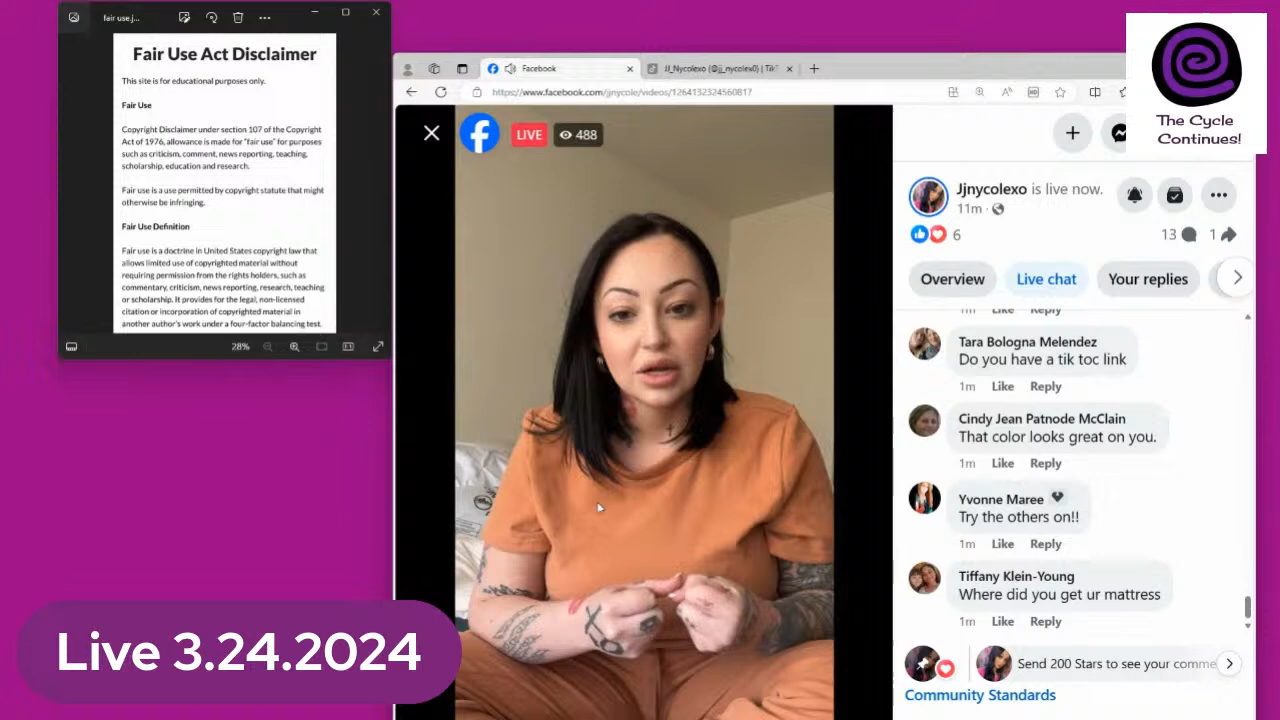 fair use.j...
Fair Use Act Disclaimer
This site is for educational purposes only.
Fair Use
Copyright Disclaimer under section 107 of the Copyright
Act of 1976, allowance is made for "fair use" for purposes
such as criticism, comment, news reporting, teaching,
scholarship, education and research.
Fair use is a use permitted by copyright statute that might
otherwise be infringing.
Fair Use Definition
Fair use is a doctrine in United States copyright law that
allows limited use of copyrighted material without
requiring permission from the rights holders, such as
commentary, criticism, news reporting, research, teaching
or scholarship. It provides for the legal, non-licensed
citation or incorporation of copyrighted material in
another author's work under a four-factor balancing test.
28%
Facebook
JJ_Nycolexo (@jj_nycolex0) | TikT
https://www.facebook.com/jjnycole/videos/1264132324560817
The Cycle
Continues!
LIVE
488
Jjnycolexo is live now.
11m
6
13
1
Overview
Live chat
Your replies
1m Like Reply
Tara Bologna Melendez
Do you have a tik toc link
1m Like Reply
Cindy Jean Patnode McClain
That color looks great on you.
1m Like Reply
Yvonne Maree
Try the others on!!
1m Like Reply
Tiffany Klein-Young
Where did you get ur mattress
1m Like Reply
Send 200 Stars to see your comme
Community Standards
Live 3.24.2024